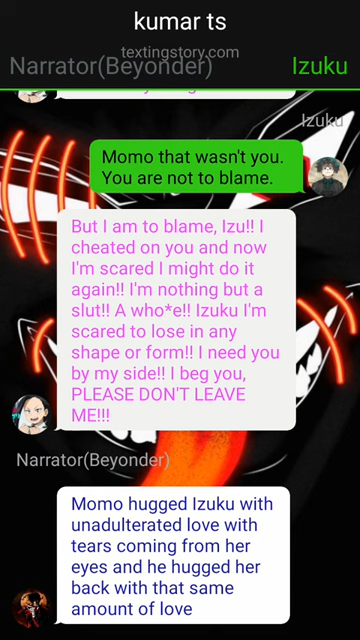 kumar ts
textingstory.com
Narrator(Beyonder)
Izuku
Izuku
Momo that wasn't you.
You are not to blame.
But I am to blame, Izu!! I
cheated on you and now
I'm scared I might do it
again!! I'm nothing but a
slut!! A who*e!! Izuku I'm
scared to lose in any
shape or form!! I need you
by my side!! I beg you,
PLEASE DON'T LEAVE
ME!!!
Narrator(Beyonder)
Momo hugged Izuku with
unadulterated love with
tears coming from her
eyes and he hugged her
back with that same
amount of love